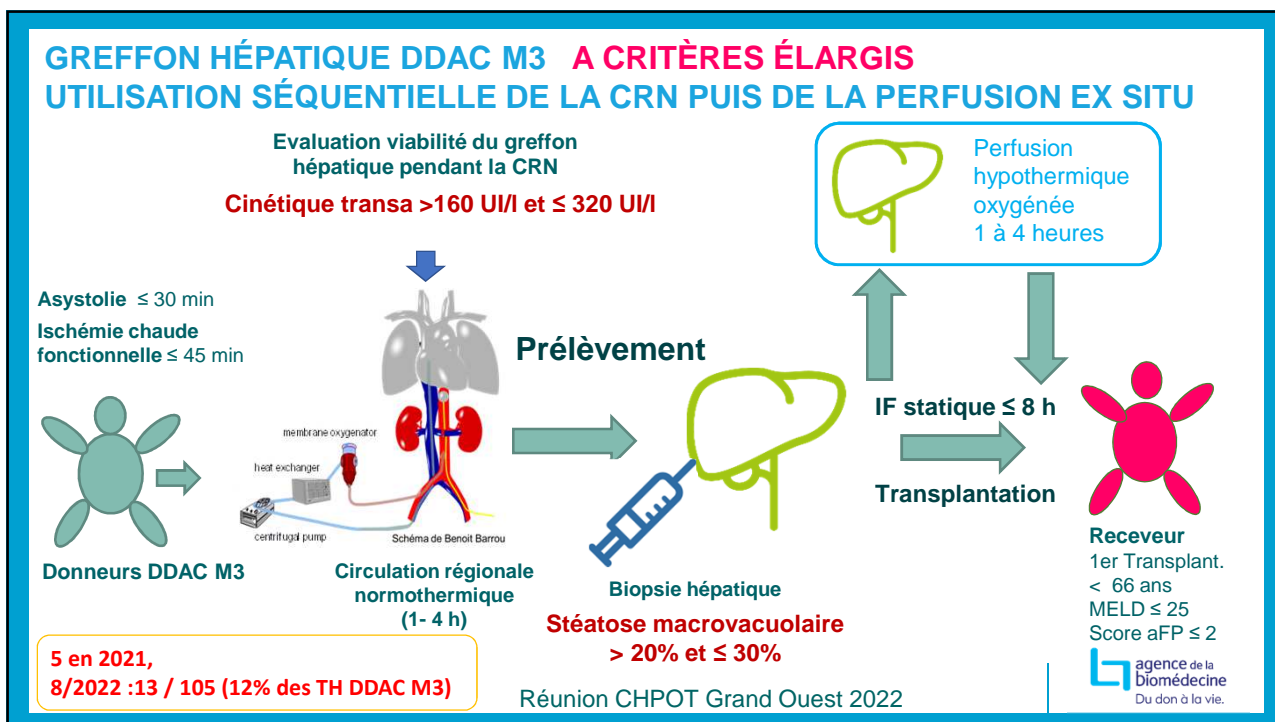 GREFFON HÉPATIQUE DDAC M3 A CRITÈRES ÉLARGIS
UTILISATION SÉQUENTIELLE DE LA CRN PUIS DE LA PERFUSION EX SITU
Evaluation viabilité du greffon
hépatique pendant la CRN
Cinétique transa >160 UI/l et ≤ 320 UI/l
Perfusion
hypothermique
oxygénée
1 à 4 heures
Asystolie ≤ 30 min
Ischémie chaude
fonctionnelle ≤ 45 min
Prélèvement
membrane oxygenator
heat exchanger
centrifugal pump
Schéma de Benoit Barrou
IF statique ≤ 8 h
Transplantation
Donneurs DDAC M3
Circulation régionale
normothermique
(1- 4 h)
Biopsie hépatique
Stéatose macrovacuolaire
> 20% et ≤ 30%
Receveur
1er Transplant.
< 66 ans
MELD ≤ 25
Score aFP ≤ 2
5 en 2021,
8/2022 :13 / 105 (12% des TH DDAC M3)
Réunion CHPOT Grand Ouest 2022
agence de la
biomédecine
Du don à la vie.